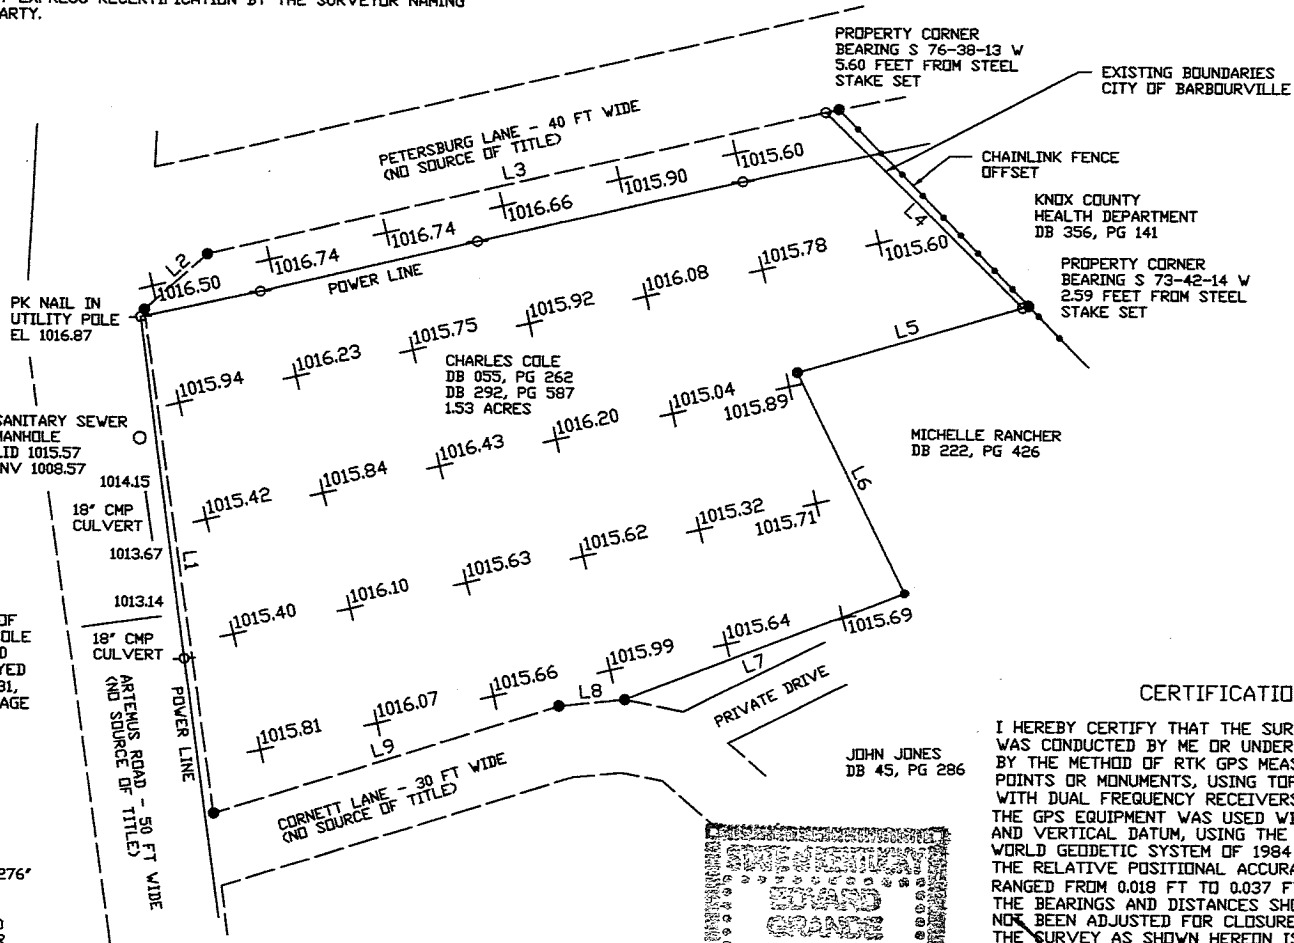 EXPRESS RECERTIFICATION BY THE SURVEYOR NAMING
PARTY.
PROPERTY CORNER
BEARING S 76-38-13 W
5.60 FEET FROM STEEL
STAKE SET
EXISTING BOUNDARIES
CITY OF BARBOURVILLE
CHAINLINK FENCE
OFFSET
KNOX COUNTY
HEALTH DEPARTMENT
DB 356, PG 141
PROPERTY CORNER
BEARING S 73-42-14 W
2.59 FEET FROM STEEL
STAKE SET
PETERSBURG LANE - 40 FT WIDE
(NO SOURCE OF TITLE)
L3
L4
L2
1016.50
1016.74
1016.74
1016.66
1015.90
1015.60
POWER LINE
PK NAIL IN
UTILITY POLE
EL 1016.87
1015.94
1016.23
1015.75
1015.92
1016.08
1015.78
1015.60
CHARLES COLE
DB 055, PG 262
DB 292, PG 587
1.53 ACRES
L5
SANITARY SEWER
MANHOLE
LID 1015.57
INV 1008.57
1015.42
1015.84
1016.43
1016.20
1015.04
1015.89
MICHELLE RANCHER
DB 222, PG 426
L6
1014.15
18" CMP
CULVERT
1013.67
L1
1013.14
18" CMP
CULVERT
1015.40
1016.10
1015.63
1015.62
1015.32
1015.71
OF
OLE
D
YED
31,
AGE
ARTEMUS ROAD - 50 FT WIDE
(NO SOURCE OF TITLE)
POWER LINE
1015.81
1016.07
1015.66
1015.99
1015.64
1015.69
L9
L8
L7
PRIVATE DRIVE
CORNETT LANE - 30 FT WIDE
(NO SOURCE OF TITLE)
JOHN JONES
DB 45, PG 286
276"
STATE of KENTUCKY
EDWARD
GRANGE
CERTIFICATIO
I HEREBY CERTIFY THAT THE SUR
WAS CONDUCTED BY ME OR UNDER
BY THE METHOD OF RTK GPS MEAS
POINTS OR MONUMENTS, USING TOP
WITH DUAL FREQUENCY RECEIVERS
THE GPS EQUIPMENT WAS USED WI
AND VERTICAL DATUM, USING THE
WORLD GEODETIC SYSTEM OF 1984
THE RELATIVE POSITIONAL ACCURA
RANGED FROM 0.018 FT TO 0.037 F
THE BEARINGS AND DISTANCES SH
NOT BEEN ADJUSTED FOR CLOSURE
THE SURVEY AS SHOWN HEREON IS